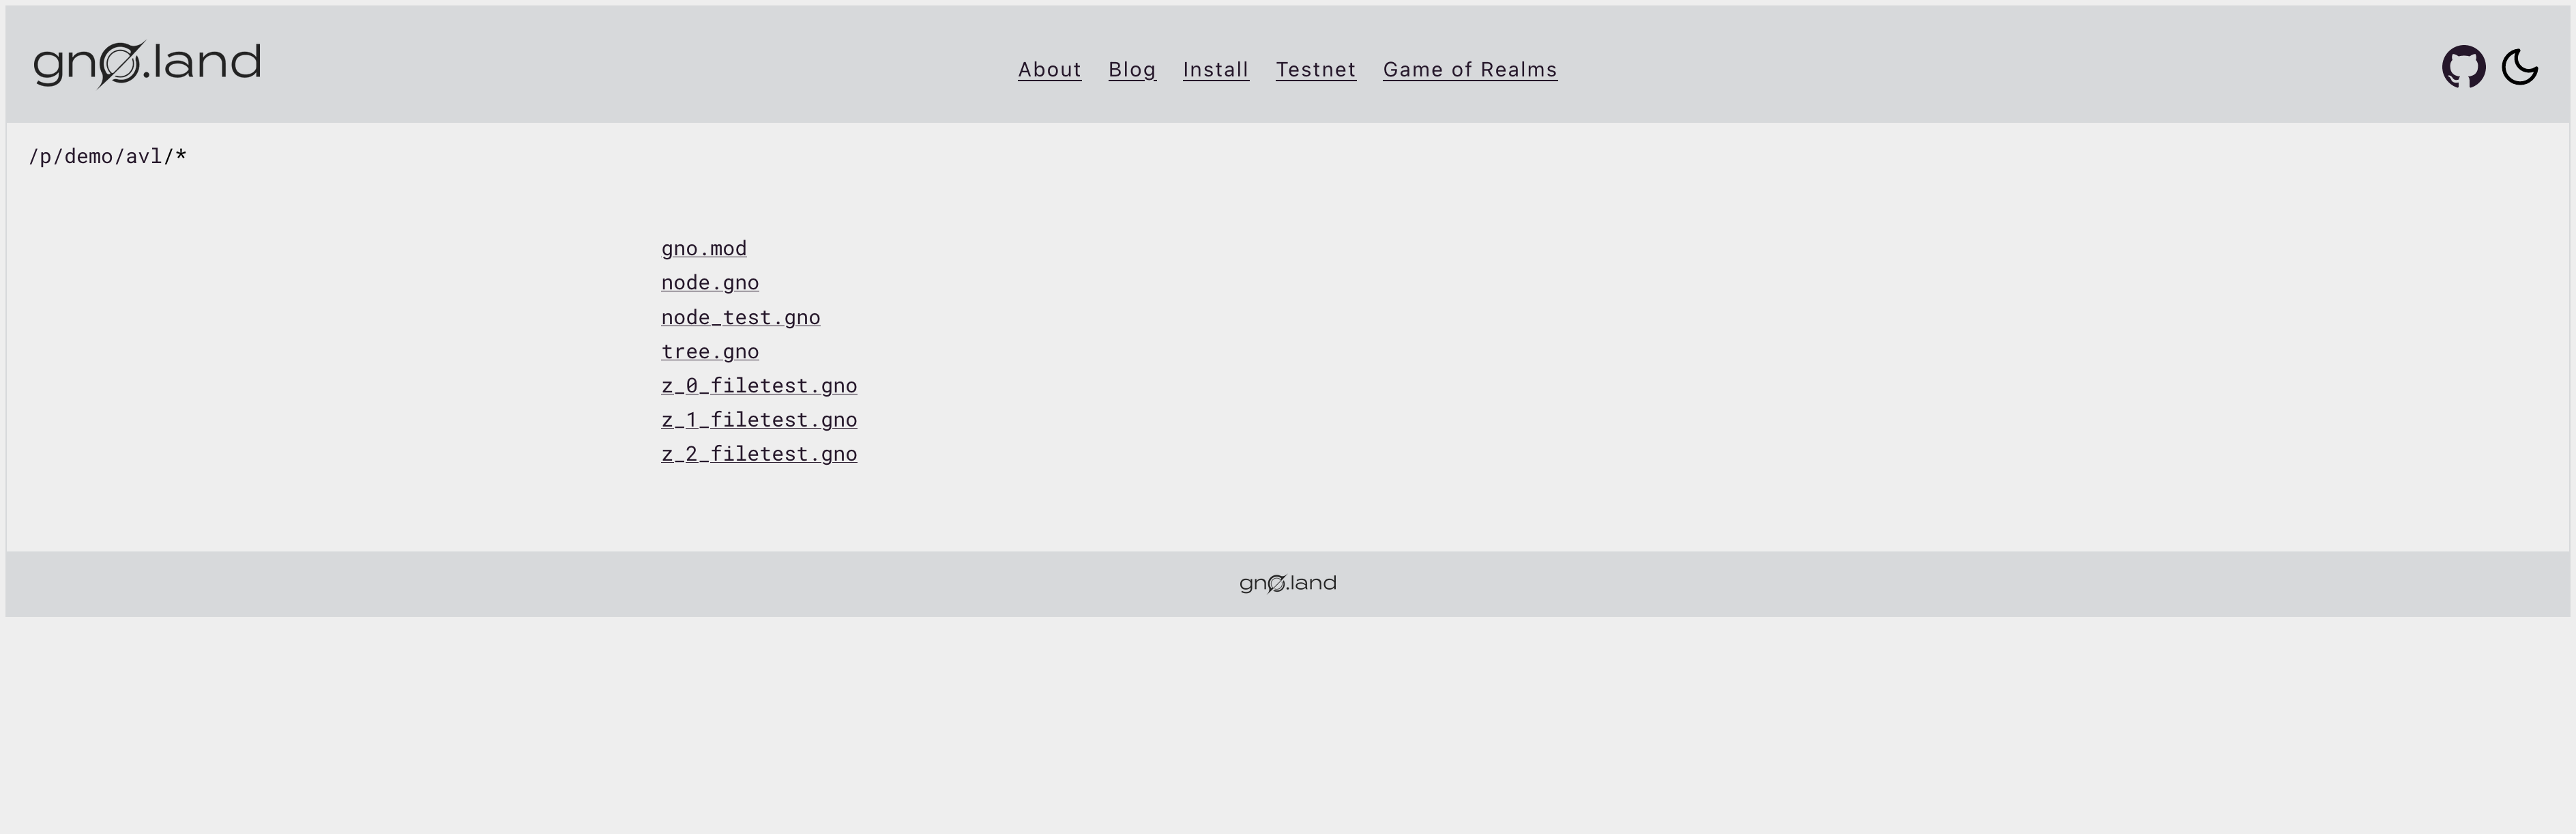 gnø.land
About Blog Install Testnet Game of Realms
/p/demo/avl/*
gno.mod
node.gno
node_test.gno
tree.gno
z_0_filetest.gno
z_1_filetest.gno
z_2_filetest.gno
gnø.land